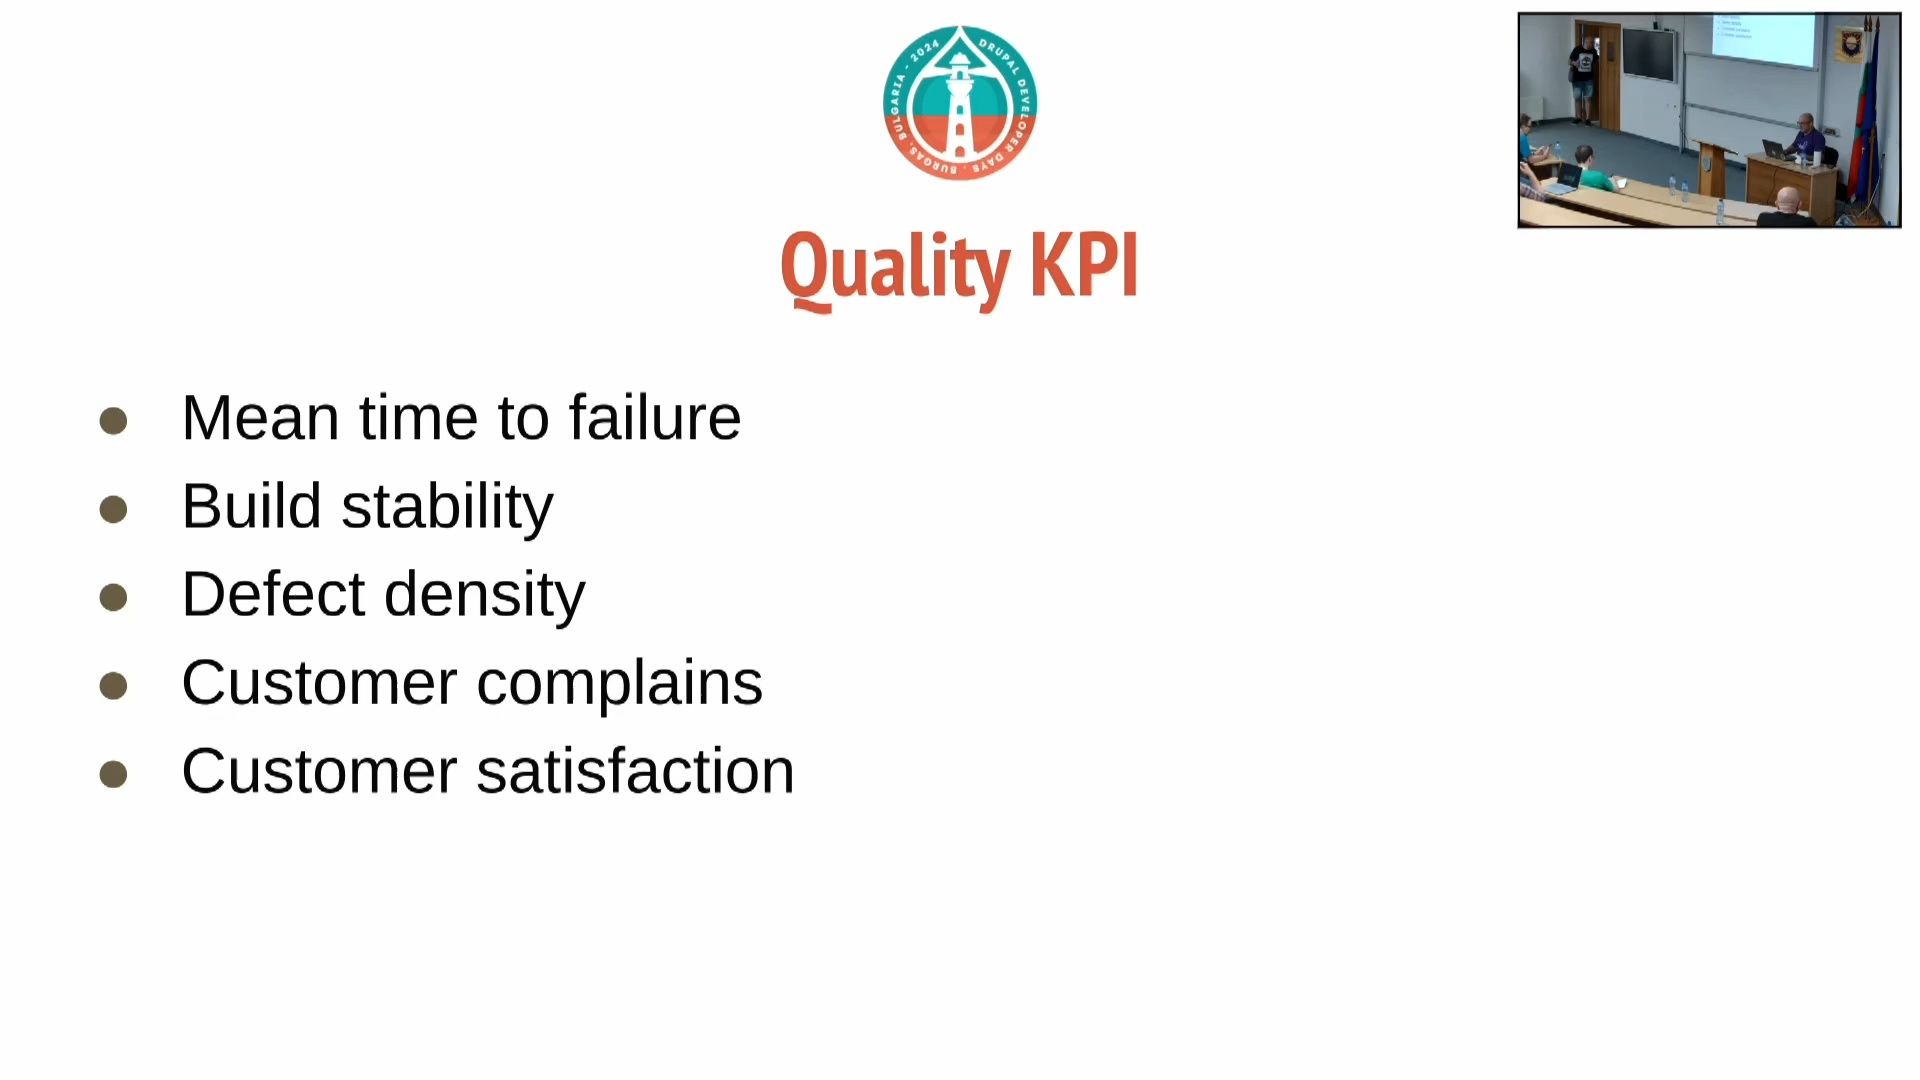 BURGAS, BULGARIA - 2024 DRUPAL DEVELOPER DAYS
Quality KPI
Mean time to failure
Build stability
Defect density
Customer complains
Customer satisfaction